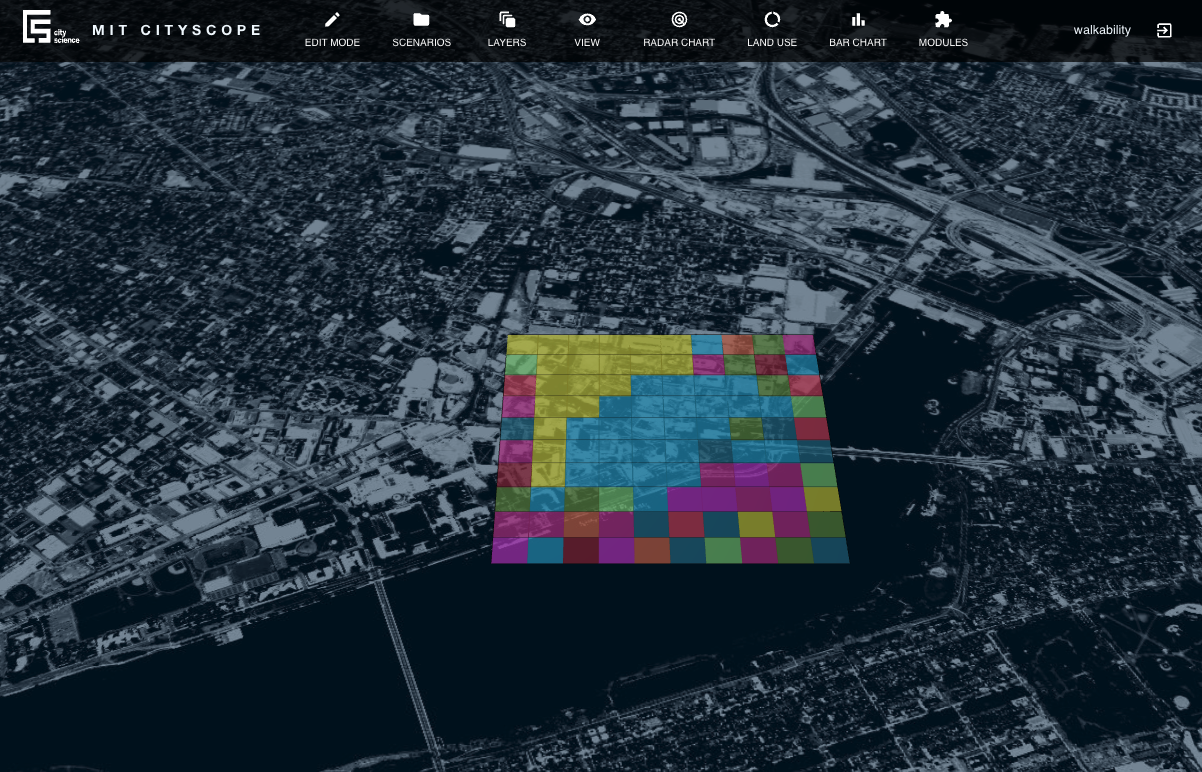 city
science
MIT CITYSCOPE
EDIT MODE
SCENARIOS
LAYERS
VIEW
RADAR CHART
LAND USE
BAR CHART
MODULES
walkability